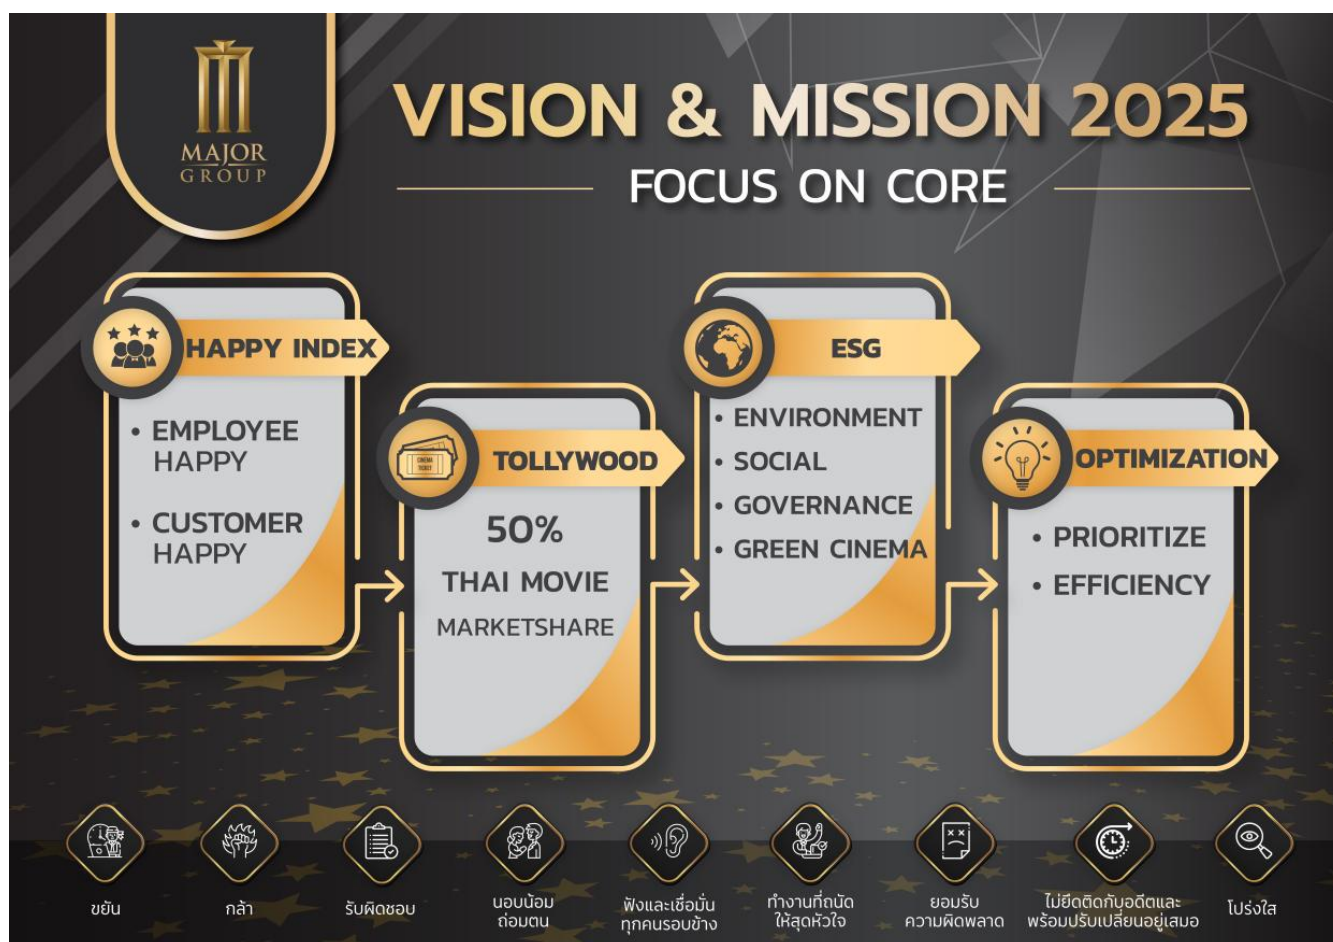 MAJOR
GROUP
VISION & MISSION 2025
FOCUS ON CORE
HAPPY INDEX
• EMPLOYEE
HAPPY
• CUSTOMER
HAPPY
CINEMA
TICKET
TOLLYWOOD
50%
THAI MOVIE
MARKETSHARE
ESG
• ENVIRONMENT
• SOCIAL
• GOVERNANCE
• GREEN CINEMA
OPTIMIZATION
• PRIORITIZE
• EFFICIENCY
ขยัน
กล้า
รับผิดชอบ
นอบน้อม
ถ่อมตน
ฟังและเชื่อมั่น
ทุกคนรอบข้าง
ทำงานที่ถนัด
ให้สุดหัวใจ
ยอมรับ
ความผิดพลาด
ไม่ยึดติดกับอดีตและ
พร้อมปรับเปลี่ยนอยู่เสมอ
โปร่งใส